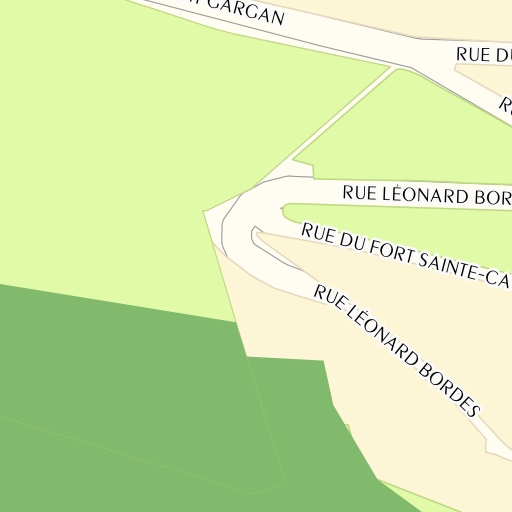 GARGAN
RUE DU
RUE LÉONARD BOR
RUE DU FORT SAINTE-CA
RUE LÉONARD BORDES